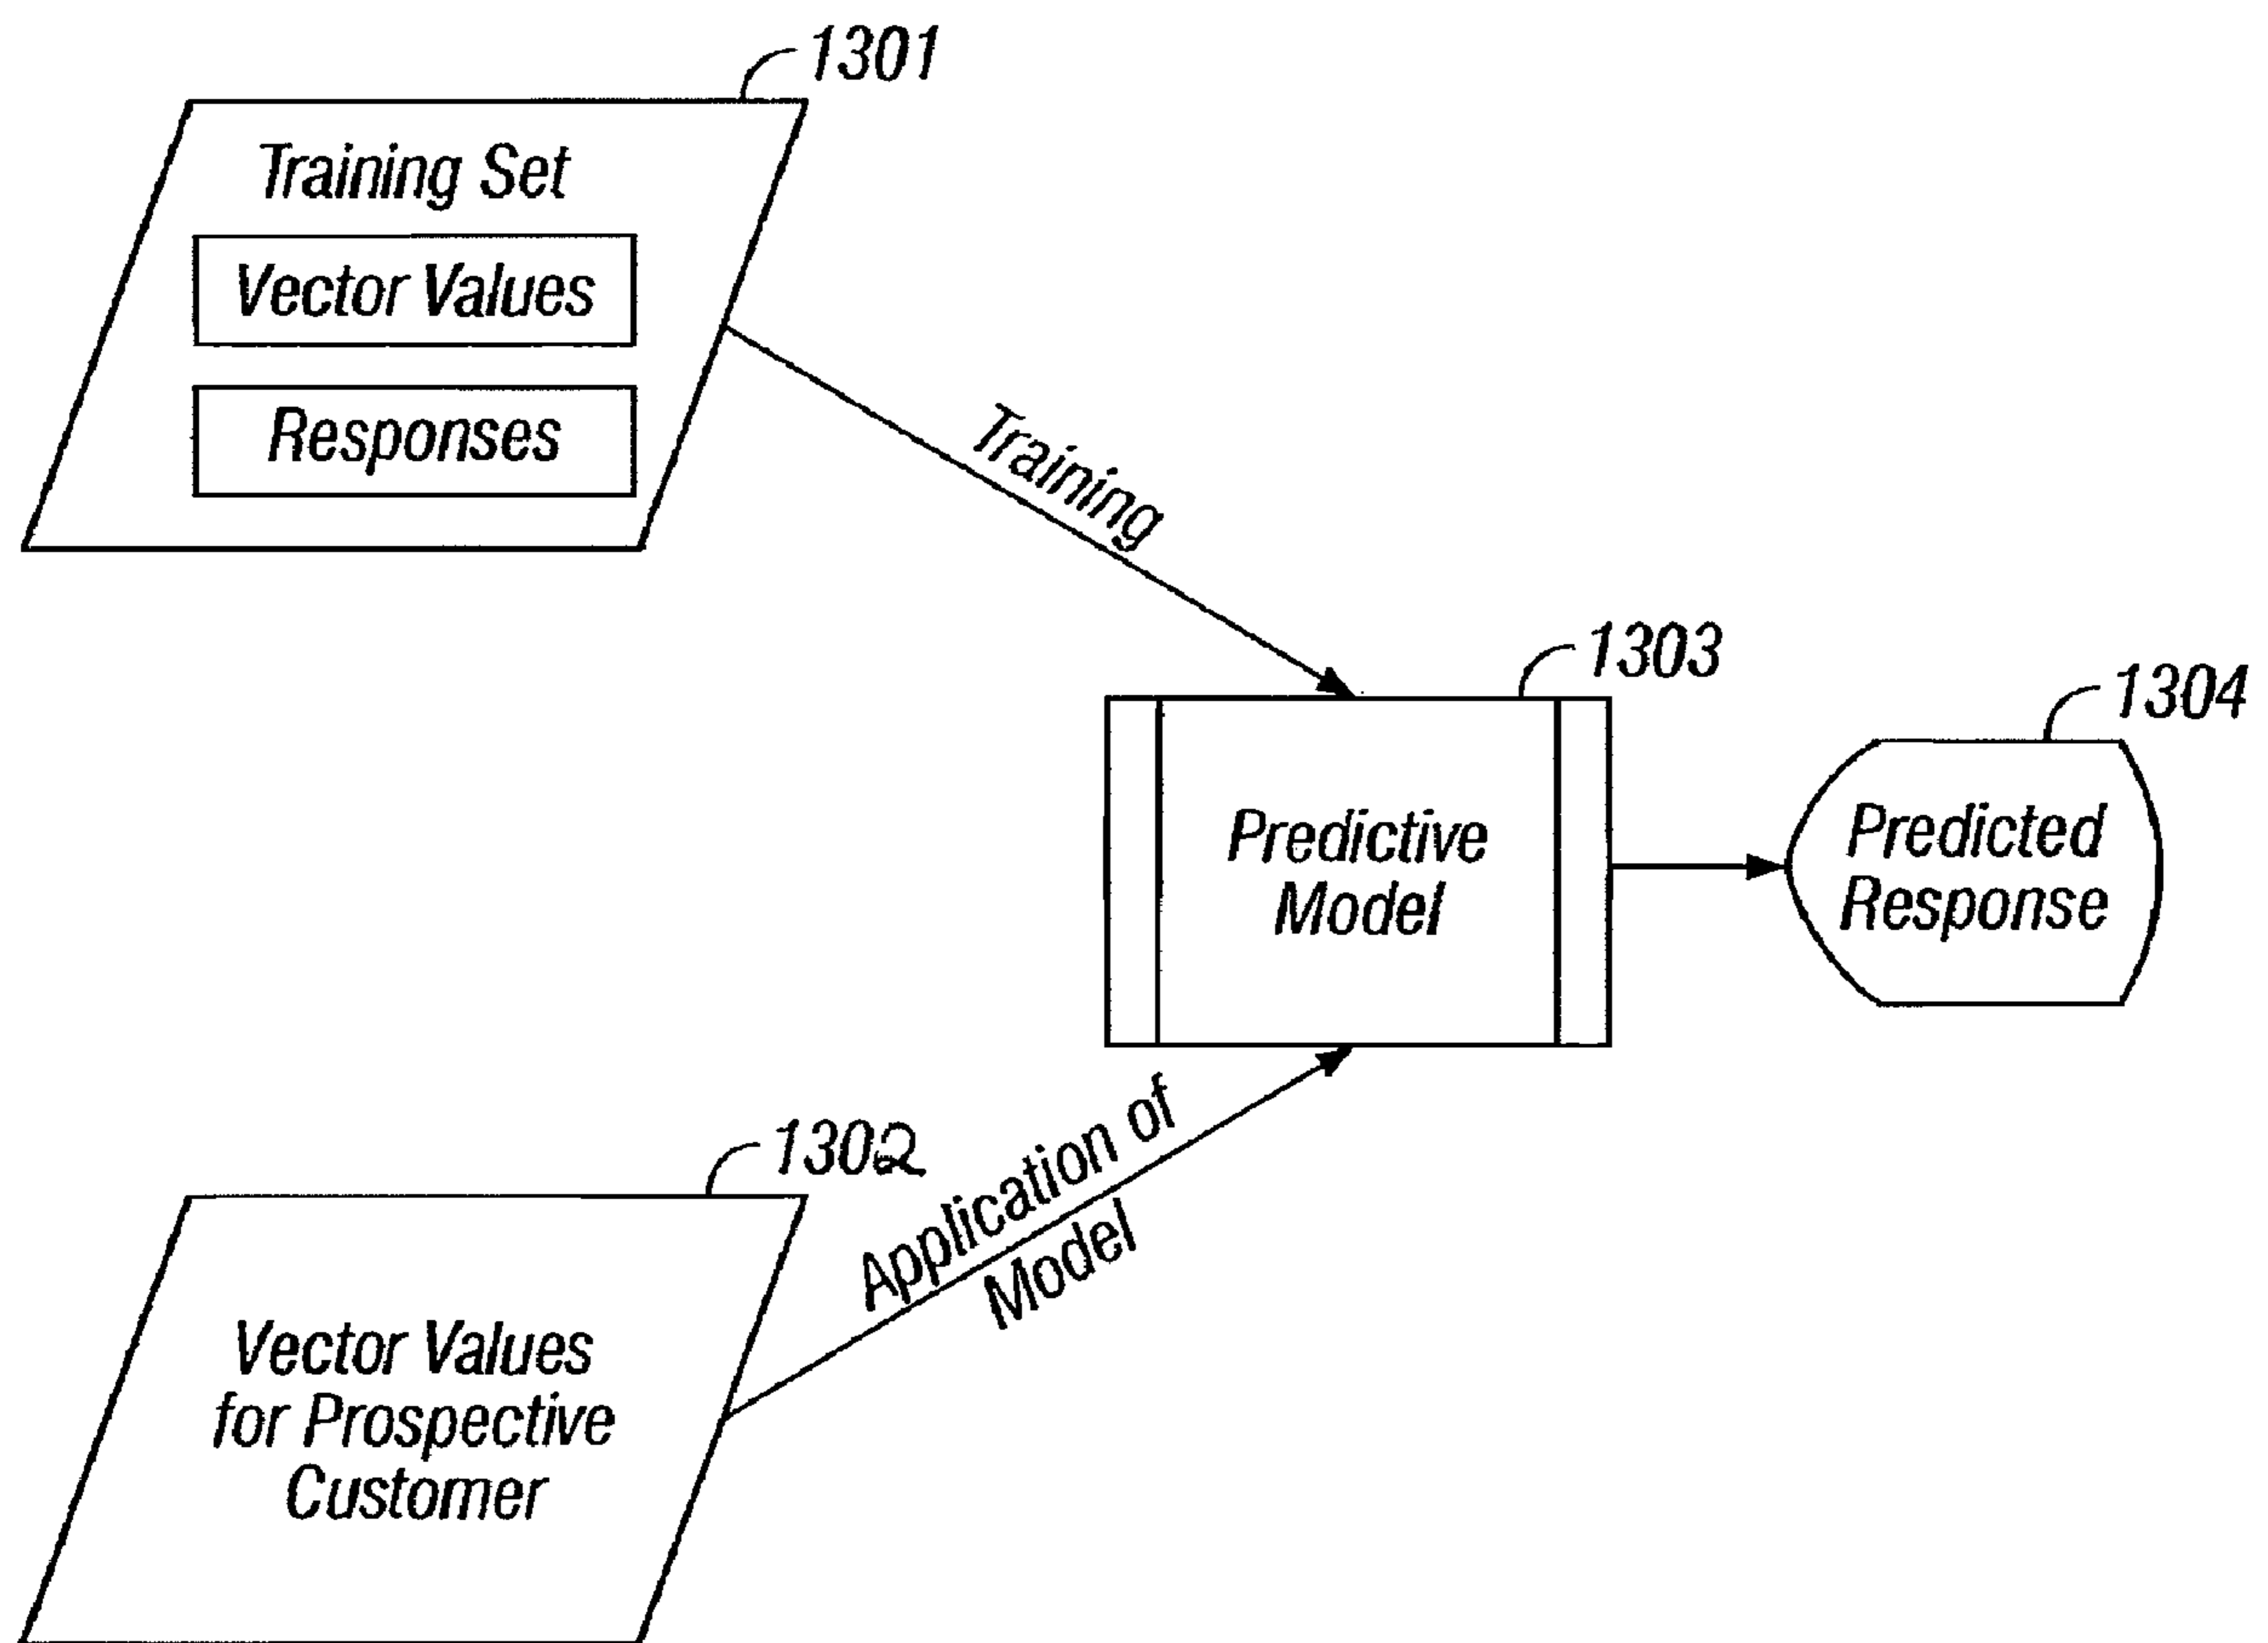 1301
Training Set
Vector Values
Responses
Training
1303
1304
Predictive
Model
Predicted
Response
1302
Application of
Model
Vector Values
for Prospective
Customer